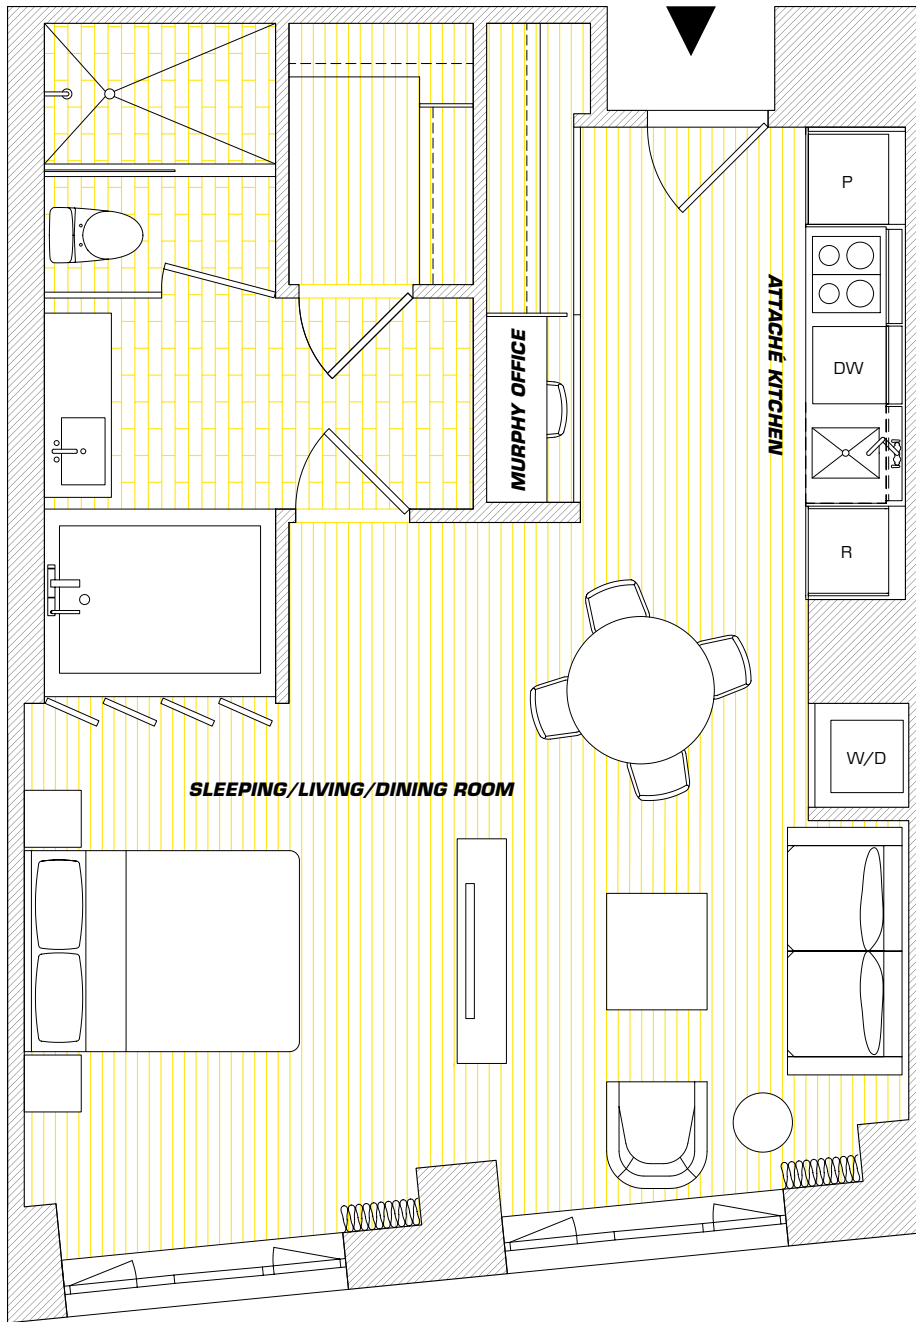 P
ATTACHÉ KITCHEN
MURPHY OFFICE
DW
R
W/D
SLEEPING/LIVING/DINING ROOM